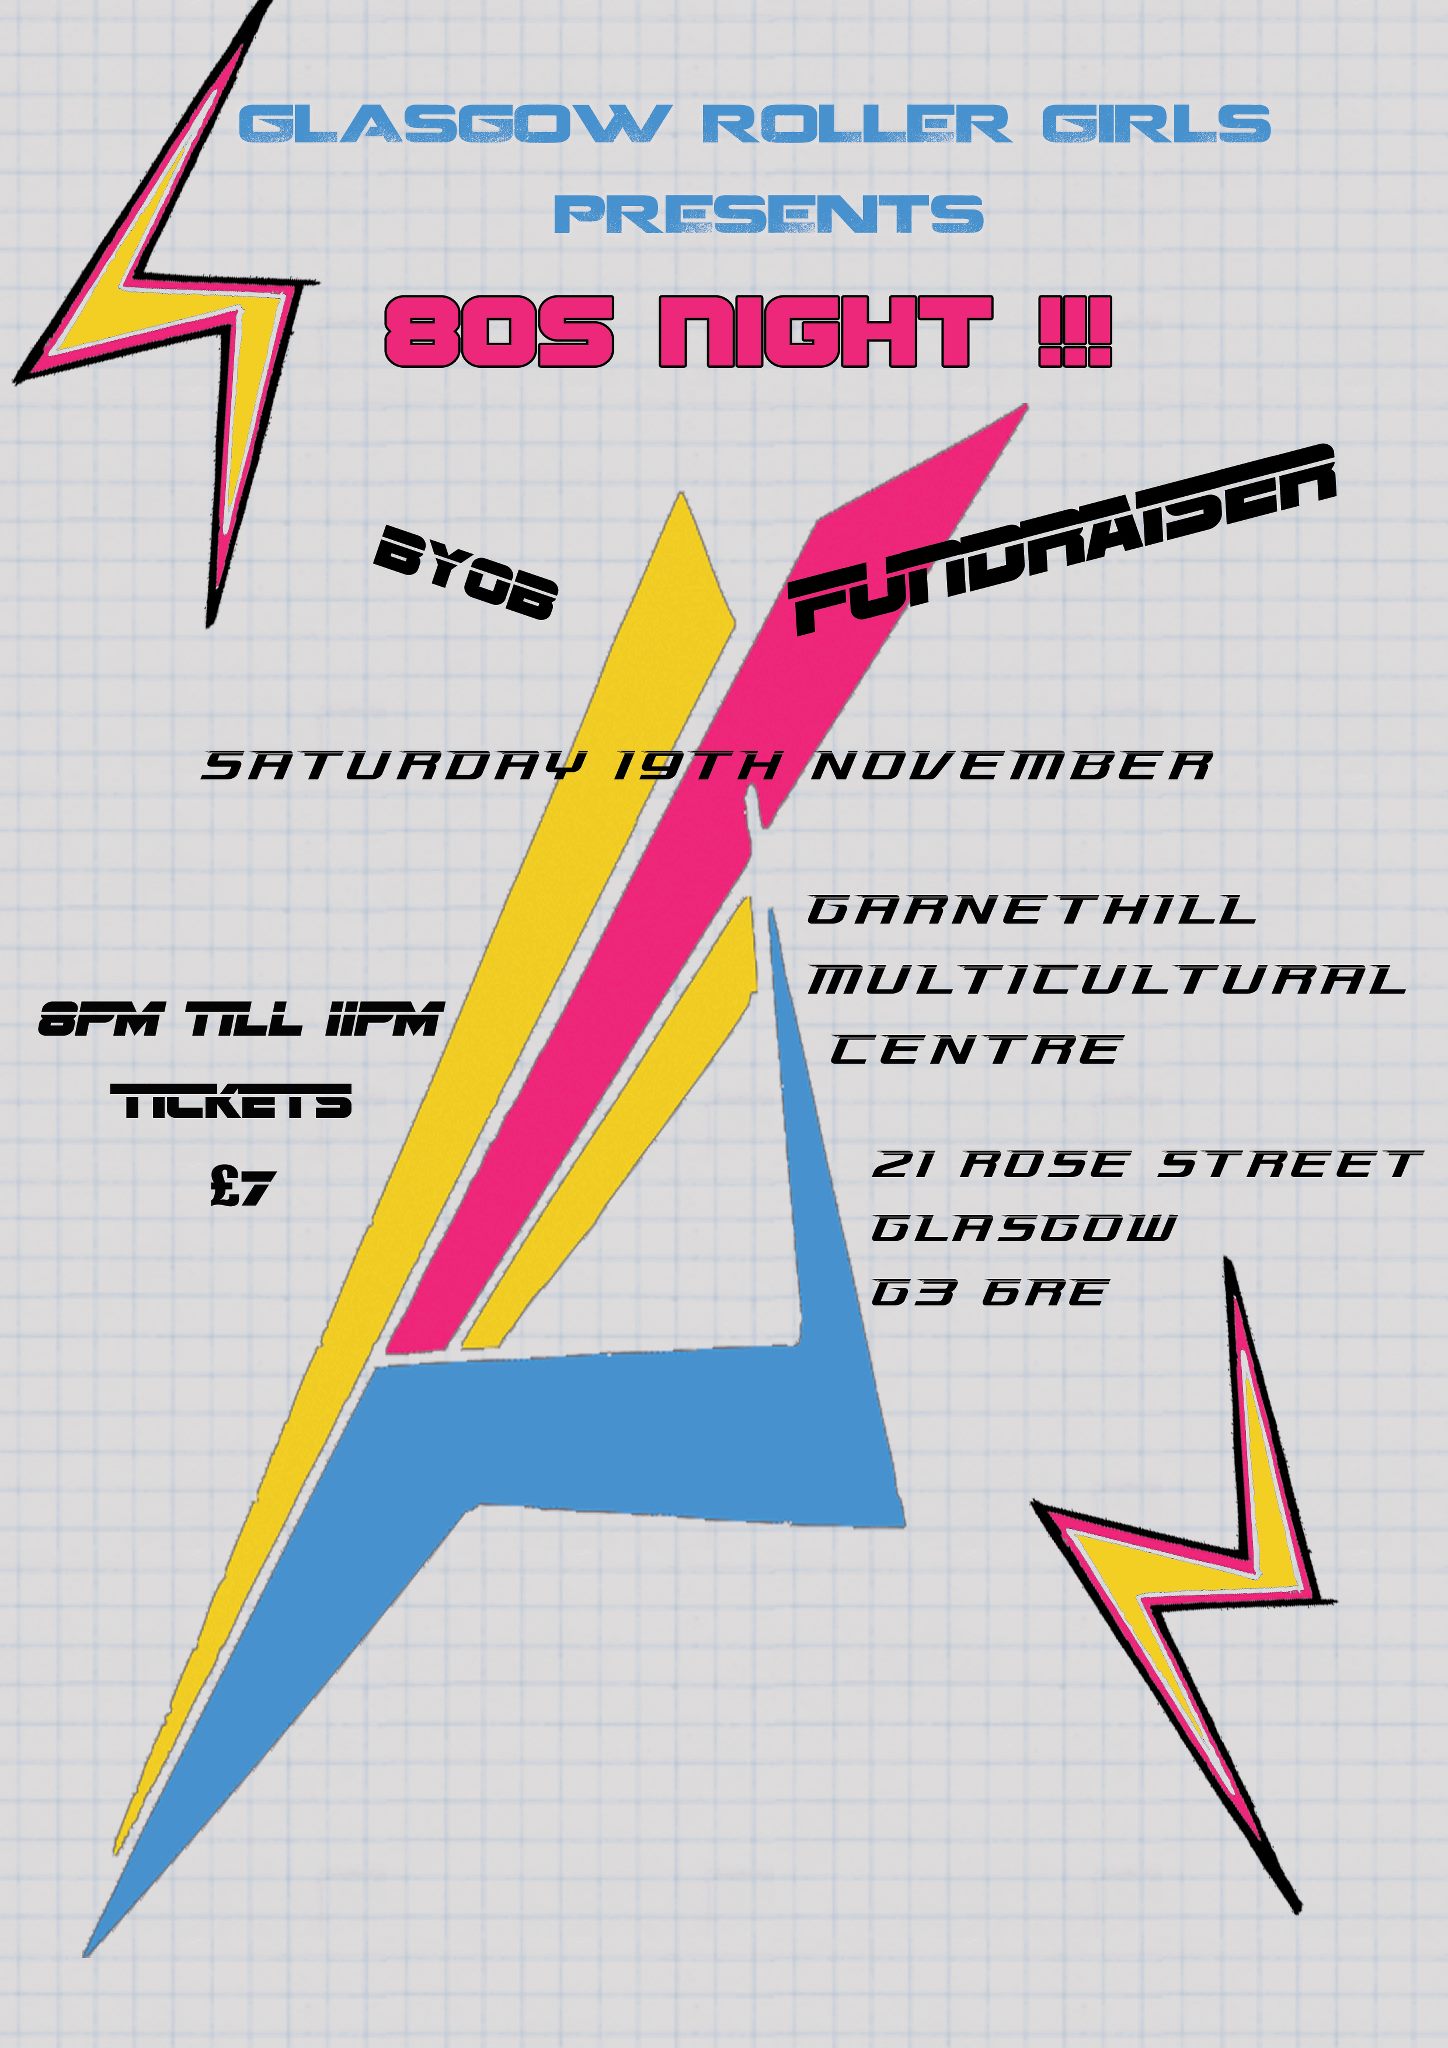 GLASGOW ROLLER GIRLS
PRESENTS
80S NIGHT !!!
BYOB
FUNDRAISER
SATURDAY 19TH NOVEMBER
GARNETHILL
MULTICULTURAL
CENTRE
8PM TILL 11PM
TICKETS
£7
21 ROSE STREET
GLASGOW
G3 6RE